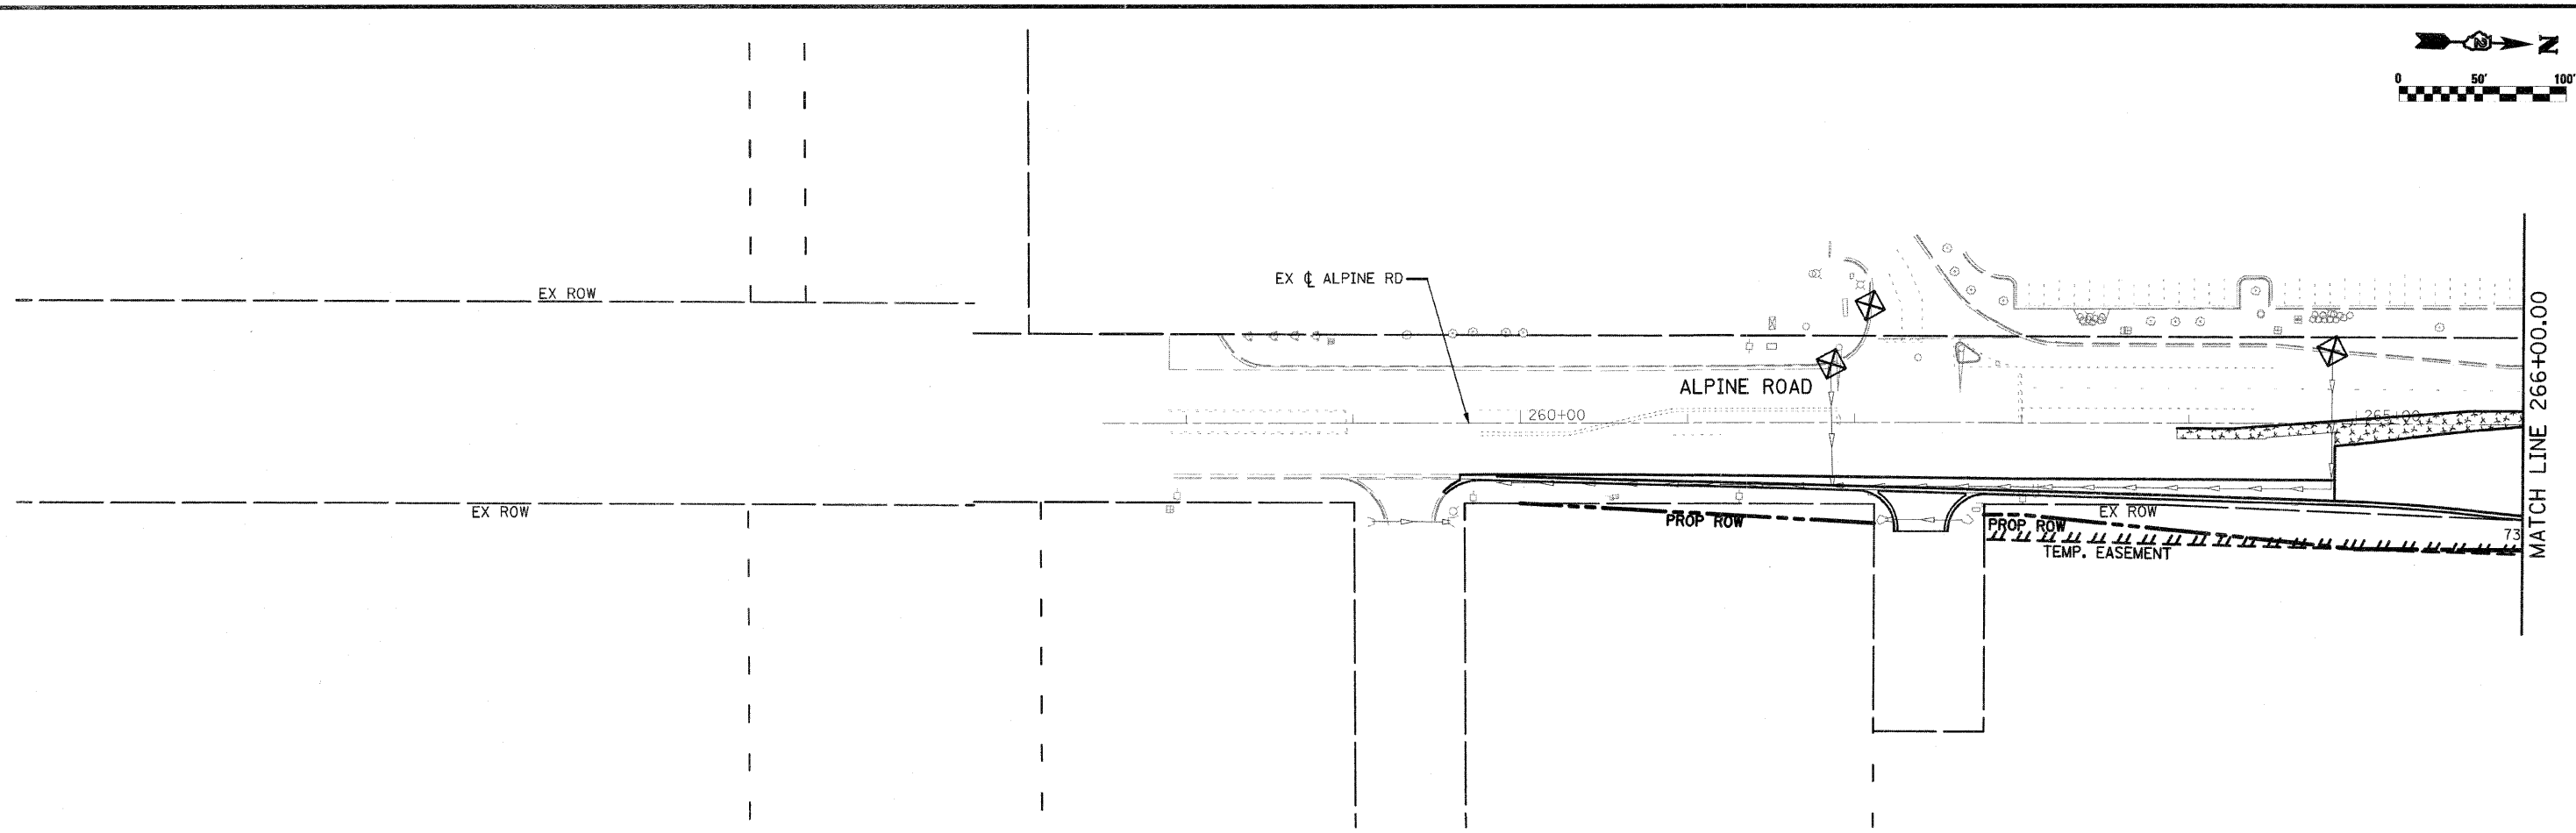 N
0 50' 100'
EX ROW
EX ℄ ALPINE RD
ALPINE ROAD
260+00
265+00
MATCH LINE 266+00.00
EX ROW
PROP ROW
EX ROW
PROP ROW
TEMP. EASEMENT
73